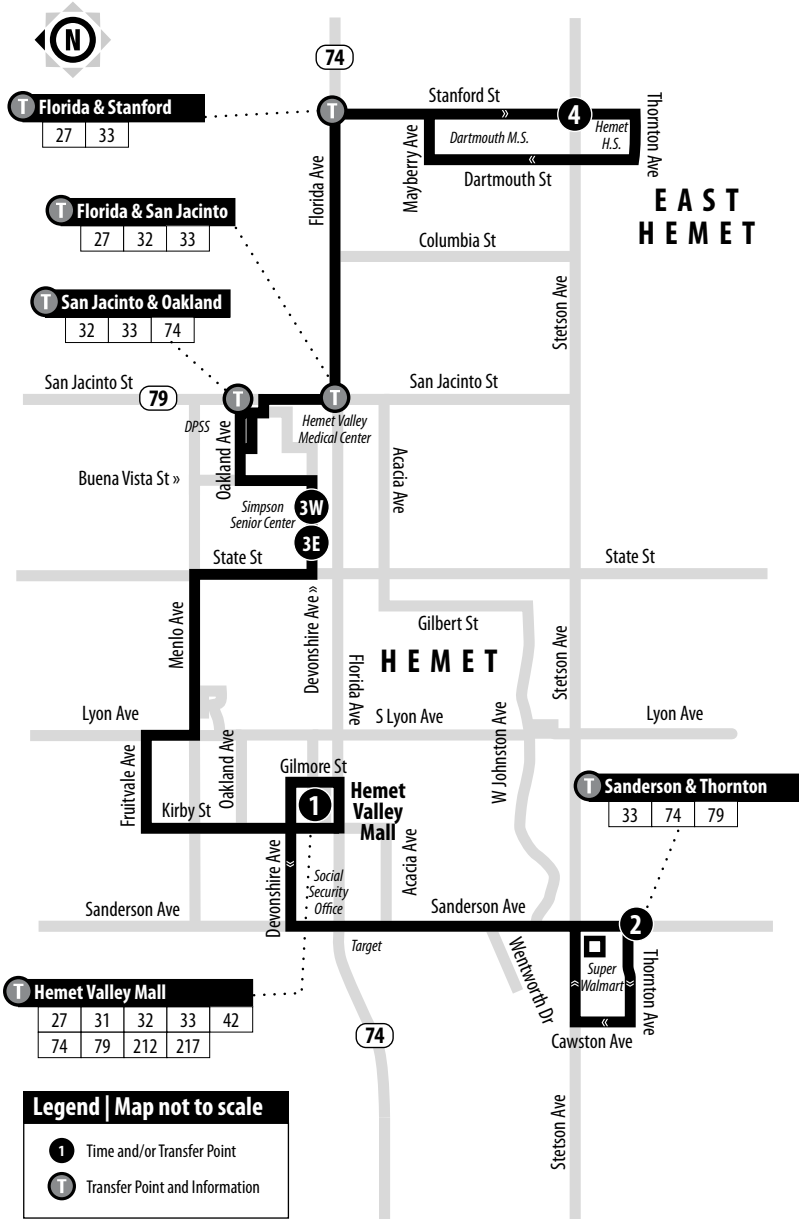 N
74
T Florida & Stanford
27 33
T
Stanford St
4
Thornton Ave
Mayberry Ave
Dartmouth M.S.
Hemet
H.S.
Dartmouth St
Florida Ave
EAST
HEMET
T Florida & San Jacinto
27 32 33
Columbia St
Stetson Ave
T San Jacinto & Oakland
32 33 74
San Jacinto St
79
T
T
San Jacinto St
DPSS
Oakland Ave
Hemet Valley
Medical Center
Acacia Ave
Buena Vista St »
Simpson
Senior Center
3W
3E
State St
State St
Menlo Ave
Devonshire Ave »
Gilbert St
HEMET
Florida Ave
Stetson Ave
Lyon Ave
S Lyon Ave
Lyon Ave
W Johnston Ave
Fruitvale Ave
Oakland Ave
Gilmore St
Kirby St
1
Hemet
Valley
Mall
T Sanderson & Thornton
33 74 79
Devonshire Ave
Acacia Ave
Social
Security
Office
Sanderson Ave
Sanderson Ave
2
Target
Wentworth Dr
Super
Walmart
Thornton Ave
Cawston Ave
T Hemet Valley Mall
27 31 32 33 42
74 79 212 217
74
Stetson Ave
Legend | Map not to scale
1 Time and/or Transfer Point
T Transfer Point and Information